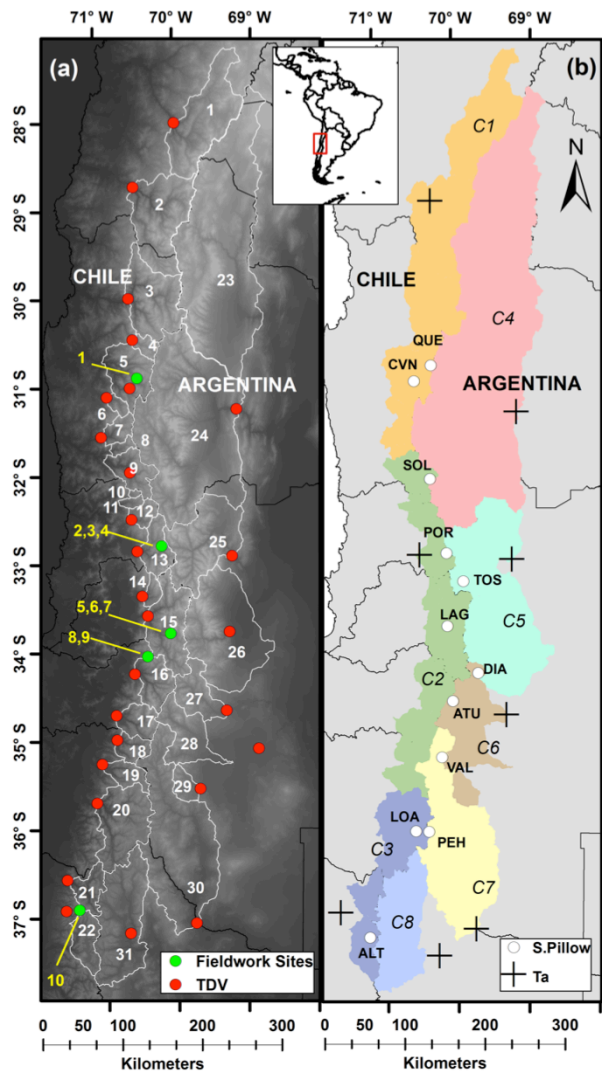 71°W 70°W 69°W 71°W 70°W 69°W
(a)
(b)
N
28°S
29°S
30°S
31°S
32°S
33°S
34°S
35°S
36°S
37°S
CHILE
ARGENTINA
1
2
3
4
5
6
7
8
9
10
11
12
13
14
15
16
17
18
19
20
21
22
23
24
25
26
27
28
29
30
31
1
2,3,4
5,6,7
8,9
10
Fieldwork Sites
TDV
0 50 100 200 300
Kilometers
CHILE
ARGENTINA
C1
C4
QUE
CVN
SOL
POR
TOS
LAG
C5
DIA
C2
ATU
C6
VAL
LOA
PEH
C3
C7
C8
ALT
S.Pillow
Ta
0 50 100 200 300
Kilometers